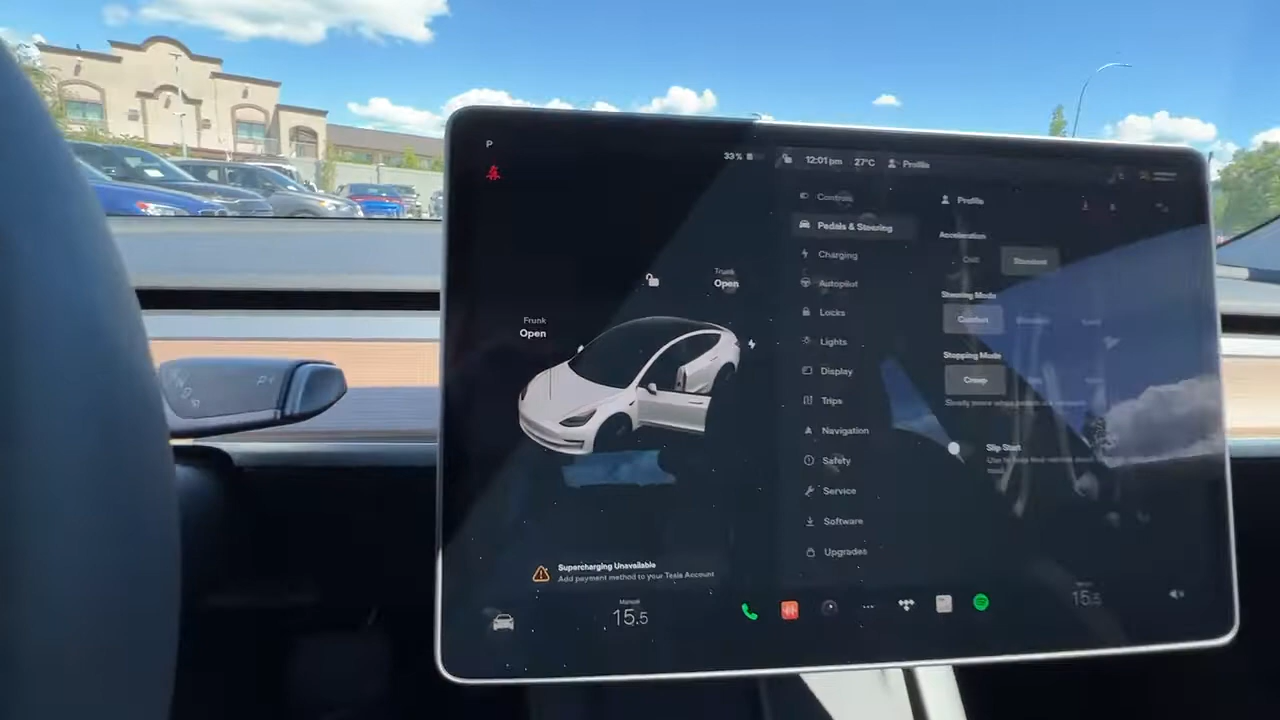 P
33 %
12:01 pm 27°C Profile
Controls
Pedals & Steering
Charging
Autopilot
Locks
Lights
Display
Trips
Navigation
Safety
Service
Software
Upgrades
Profile
Acceleration
Chill Standard
Steering Mode
Comfort
Stopping Mode
Creep
Slip Start
Trunk
Open
Frunk
Open
Supercharging Unavailable
Add payment method to your Tesla Account
Manual
15.5
15.5
P